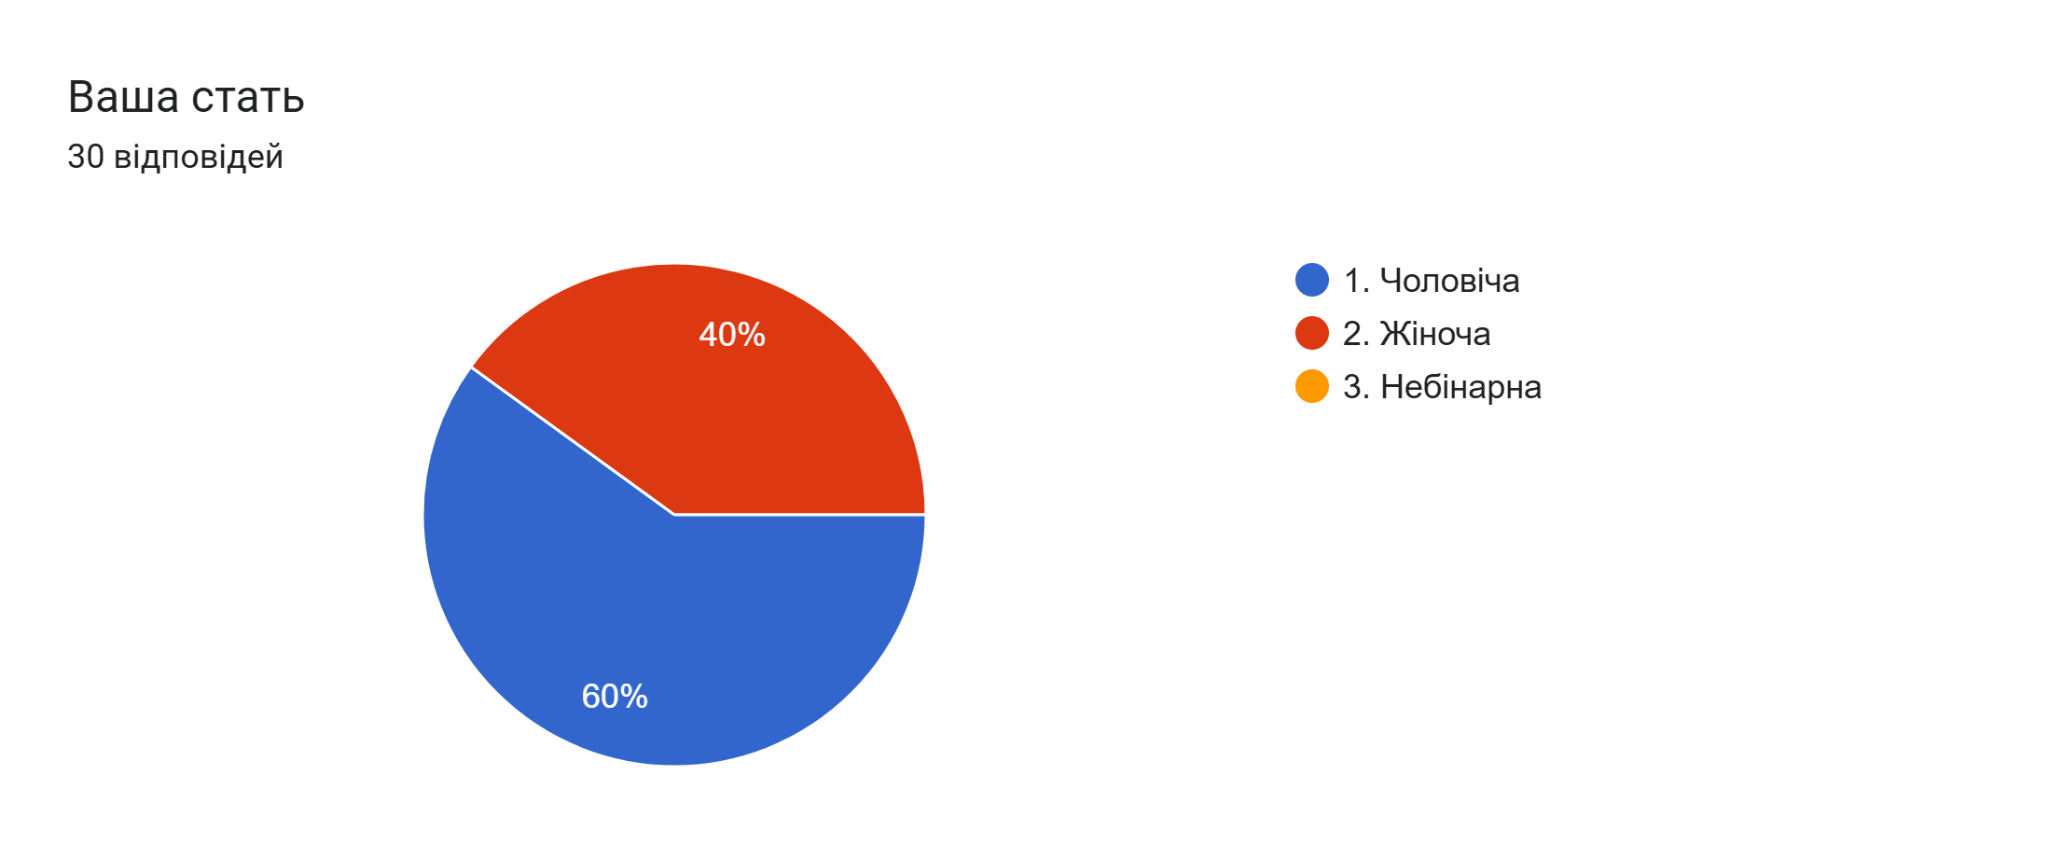 Ваша стать
30 відповідей
40%
60%
1. Чоловіча
2. Жіноча
3. Небінарна